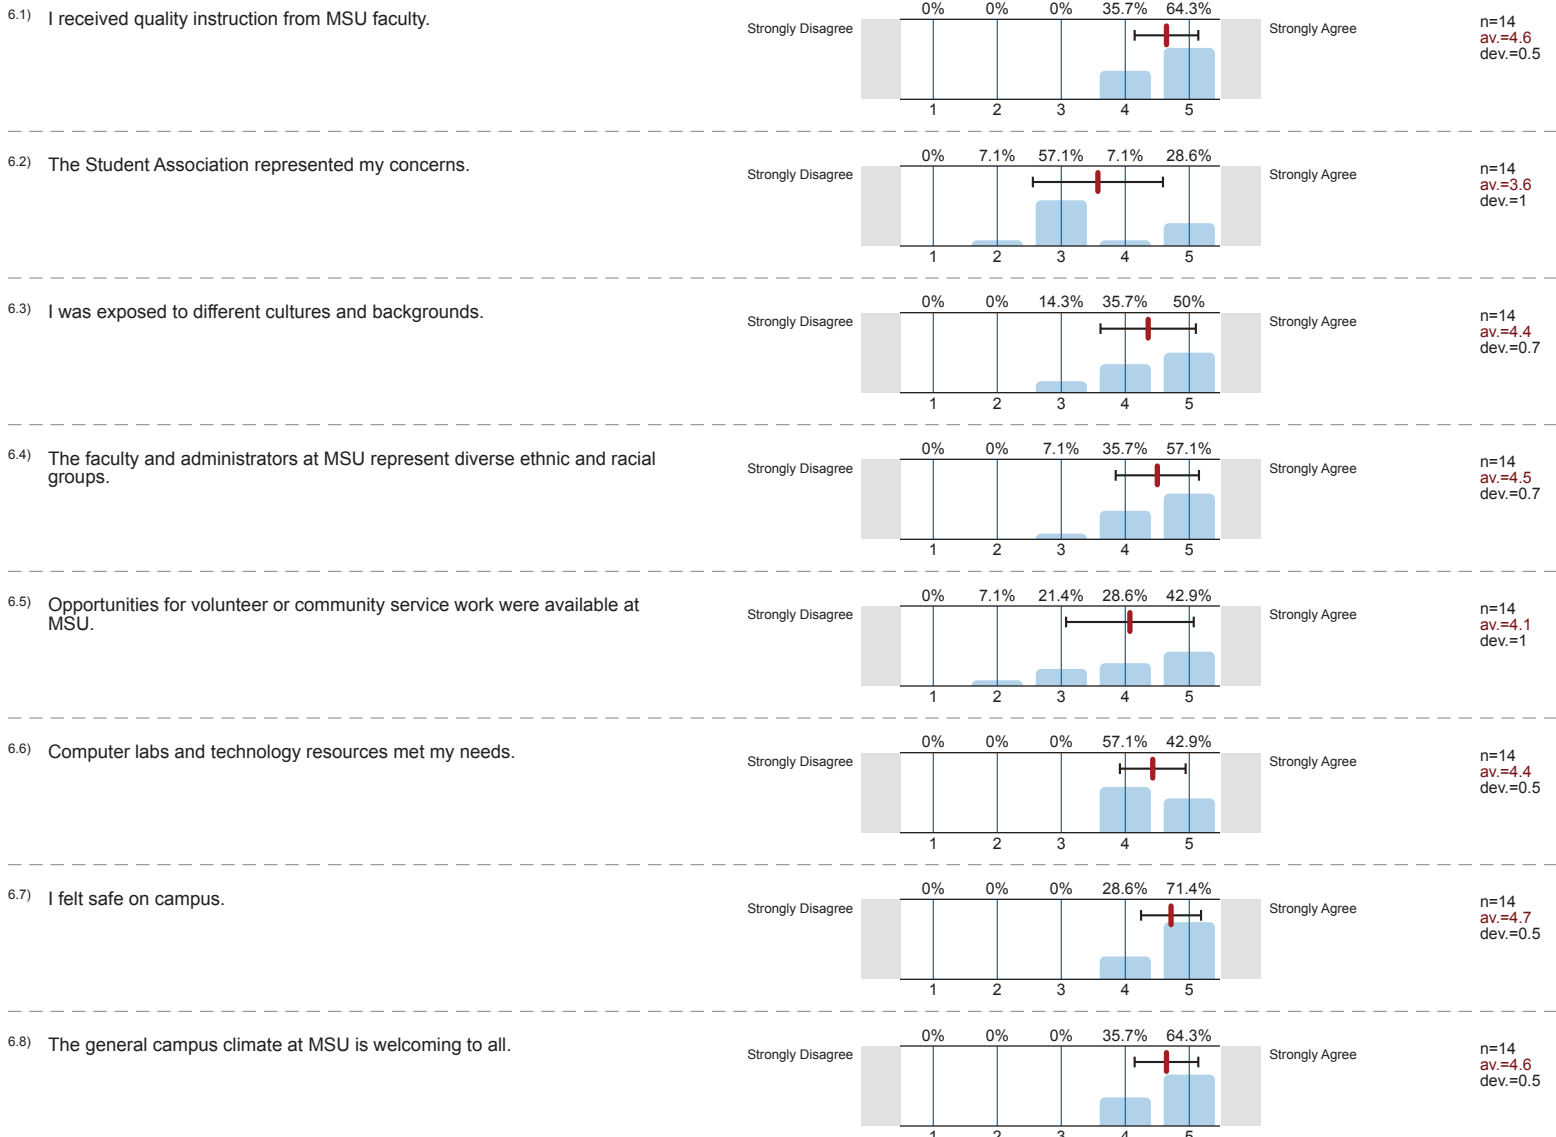 6.1) I received quality instruction from MSU faculty.
0% 0% 0% 35.7% 64.3%
Strongly Disagree
Strongly Agree
n=14
av.=4.6
dev.=0.5
1 2 3 4 5
6.2) The Student Association represented my concerns.
0% 7.1% 57.1% 7.1% 28.6%
Strongly Disagree
Strongly Agree
n=14
av.=3.6
dev.=1
1 2 3 4 5
6.3) I was exposed to different cultures and backgrounds.
0% 0% 14.3% 35.7% 50%
Strongly Disagree
Strongly Agree
n=14
av.=4.4
dev.=0.7
1 2 3 4 5
6.4) The faculty and administrators at MSU represent diverse ethnic and racial
groups.
0% 0% 7.1% 35.7% 57.1%
Strongly Disagree
Strongly Agree
n=14
av.=4.5
dev.=0.7
1 2 3 4 5
6.5) Opportunities for volunteer or community service work were available at
MSU.
0% 7.1% 21.4% 28.6% 42.9%
Strongly Disagree
Strongly Agree
n=14
av.=4.1
dev.=1
1 2 3 4 5
6.6) Computer labs and technology resources met my needs.
0% 0% 0% 57.1% 42.9%
Strongly Disagree
Strongly Agree
n=14
av.=4.4
dev.=0.5
1 2 3 4 5
6.7) I felt safe on campus.
0% 0% 0% 28.6% 71.4%
Strongly Disagree
Strongly Agree
n=14
av.=4.7
dev.=0.5
1 2 3 4 5
6.8) The general campus climate at MSU is welcoming to all.
0% 0% 0% 35.7% 64.3%
Strongly Disagree
Strongly Agree
n=14
av.=4.6
dev.=0.5
1 2 3 4 5